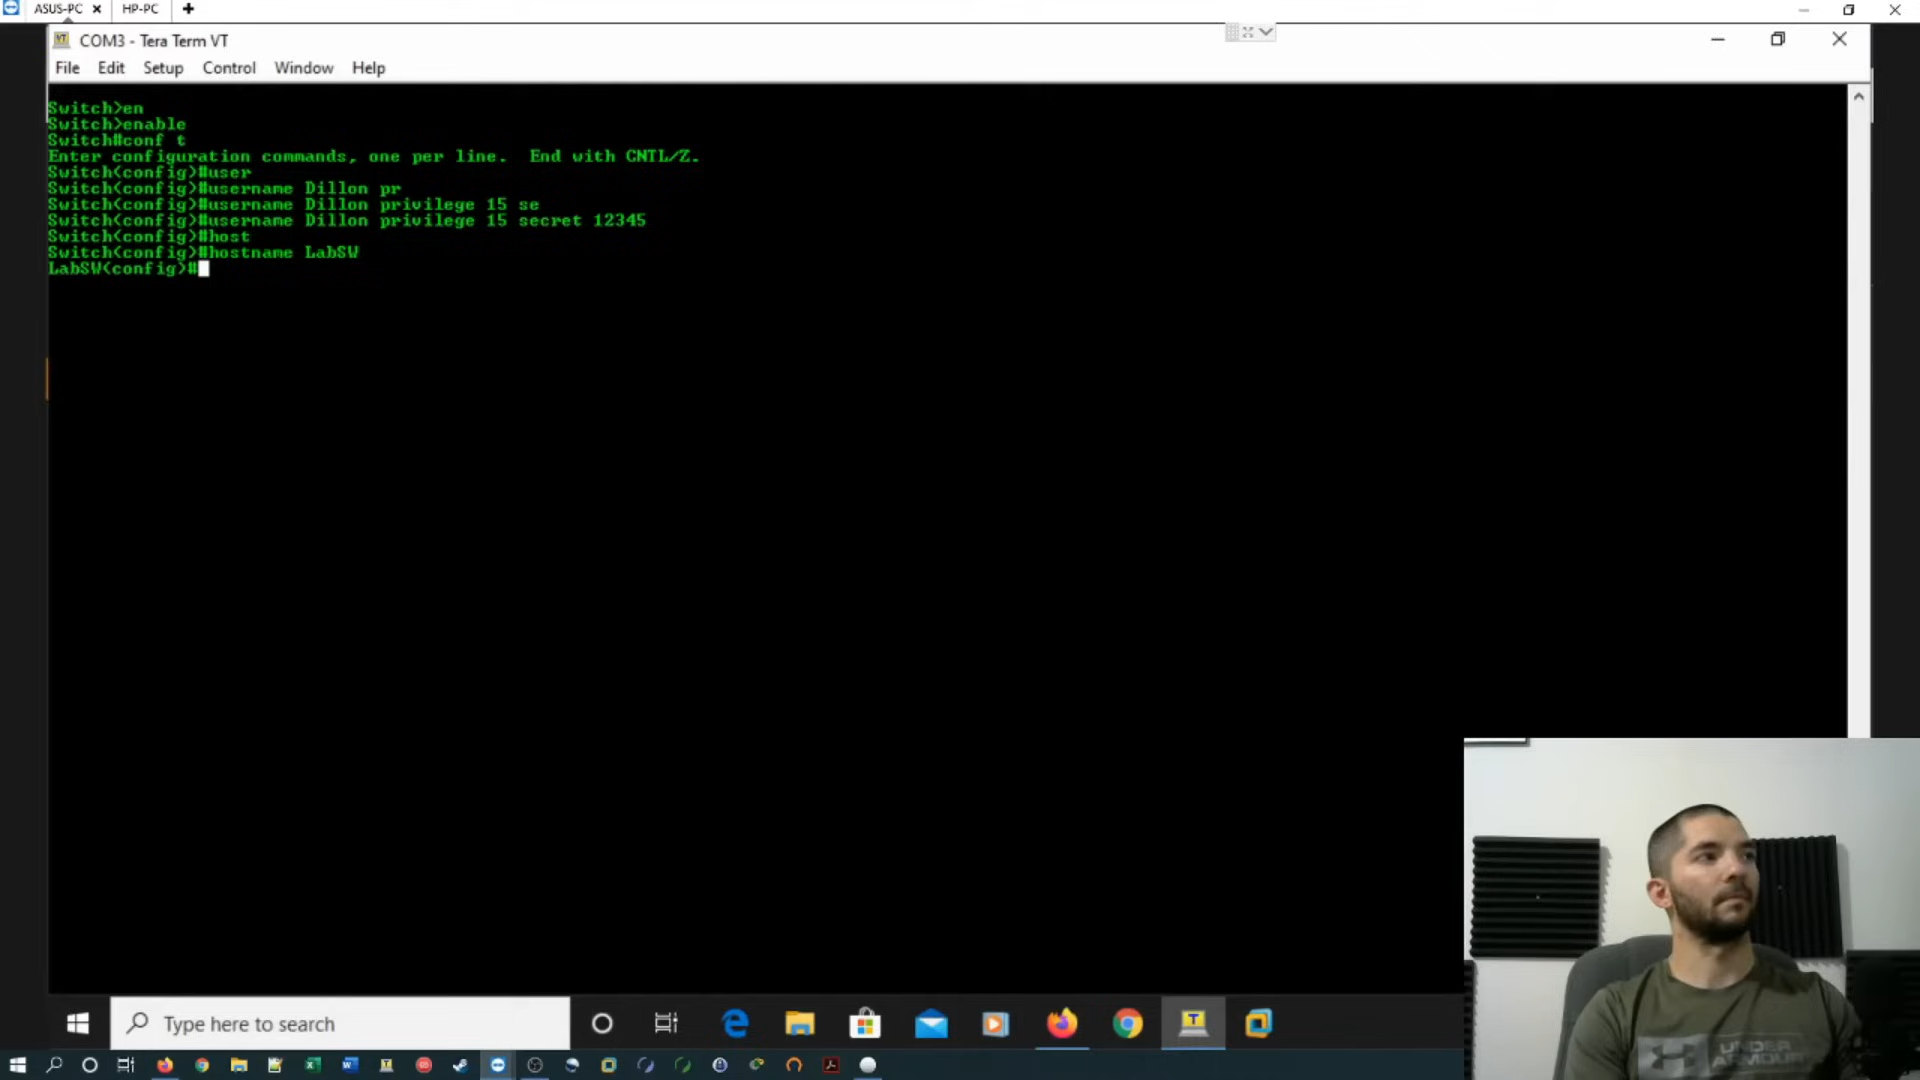 ASUS-PC
HP-PC
COM3 - Tera Term VT
File Edit Setup Control Window Help
Switch>en
Switch>enable
Switch#conf t
Enter configuration commands, one per line.  End with CNTL/Z.
Switch(config)#user
Switch(config)#username Dillon pr
Switch(config)#username Dillon privilege 15 se
Switch(config)#username Dillon privilege 15 secret 12345
Switch(config)#host
Switch(config)#hostname LabSW
LabSW(config)#
Type here to search
UNDER
ARMOUR